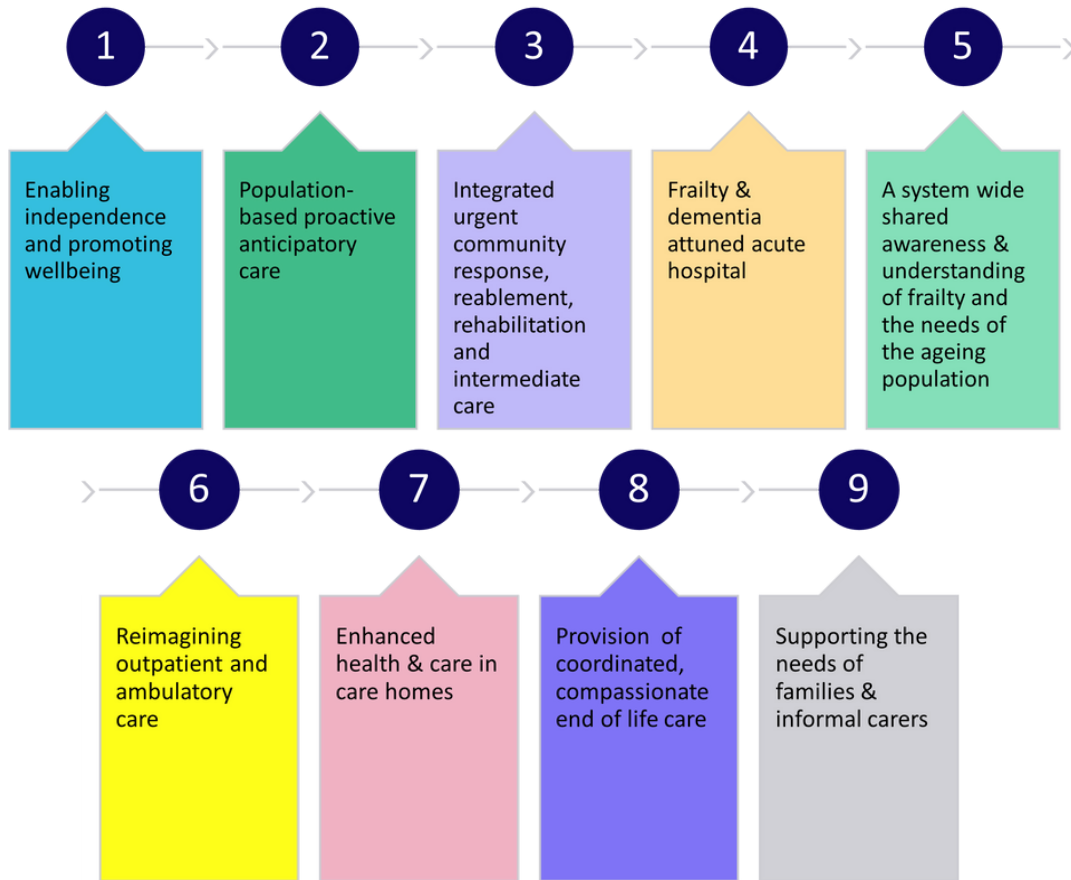 1
2
3
4
5
Enabling
independence
and promoting
wellbeing
Population-
based proactive
anticipatory
care
Integrated
urgent
community
response,
reablement,
rehabilitation
and
intermediate
care
Frailty &
dementia
attuned acute
hospital
A system wide
shared
awareness &
understanding
of frailty and
the needs of
the ageing
population
6
7
8
9
Reimagining
outpatient and
ambulatory
care
Enhanced
health & care in
care homes
Provision of
coordinated,
compassionate
end of life care
Supporting the
needs of
families &
informal carers